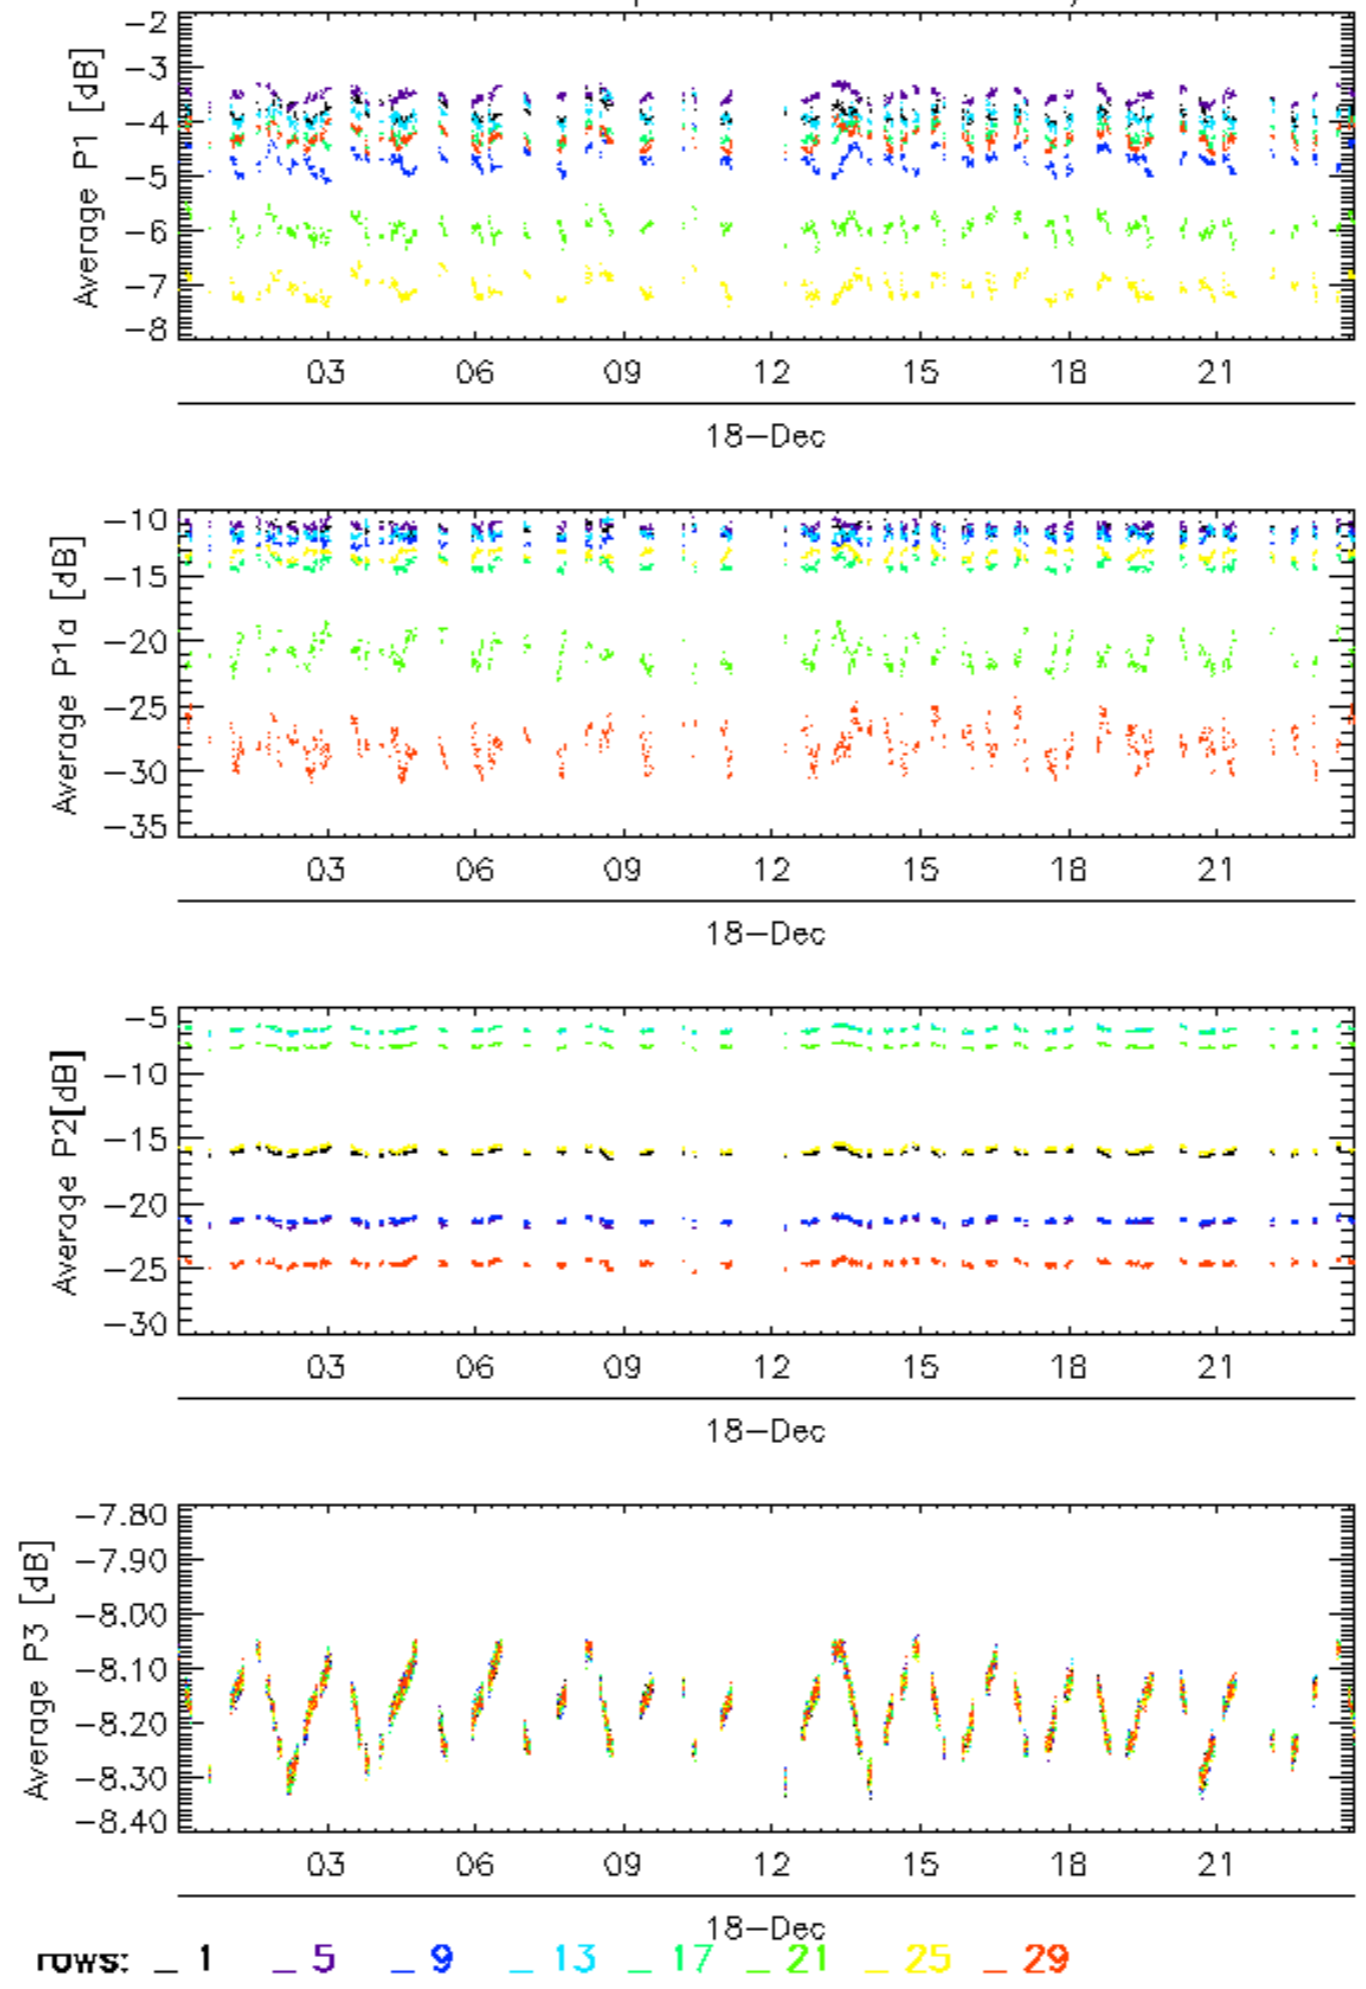 Average P1 [dB]
-2
-3
-4
-5
-6
-7
-8
03 06 09 12 15 18 21
18-Dec
Average P1a [dB]
-10
-15
-20
-25
-30
-35
03 06 09 12 15 18 21
18-Dec
Average P2[dB]
-5
-10
-15
-20
-25
-30
03 06 09 12 15 18 21
18-Dec
Average P3 [dB]
-7.80
-7.90
-8.00
-8.10
-8.20
-8.30
-8.40
03 06 09 12 15 18 21
18-Dec
rows: _ 1 _ 5 _ 9 _ 13 _ 17 _ 21 _ 25 _ 29